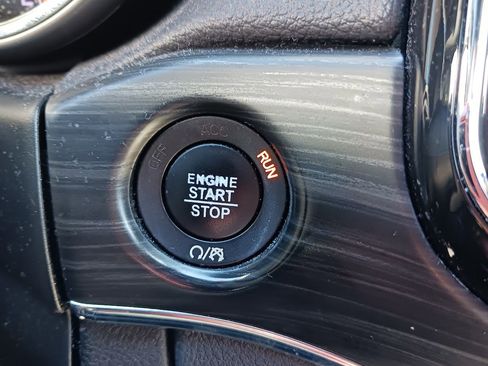 OFF
ACC
RUN
ENGINE
START
STOP